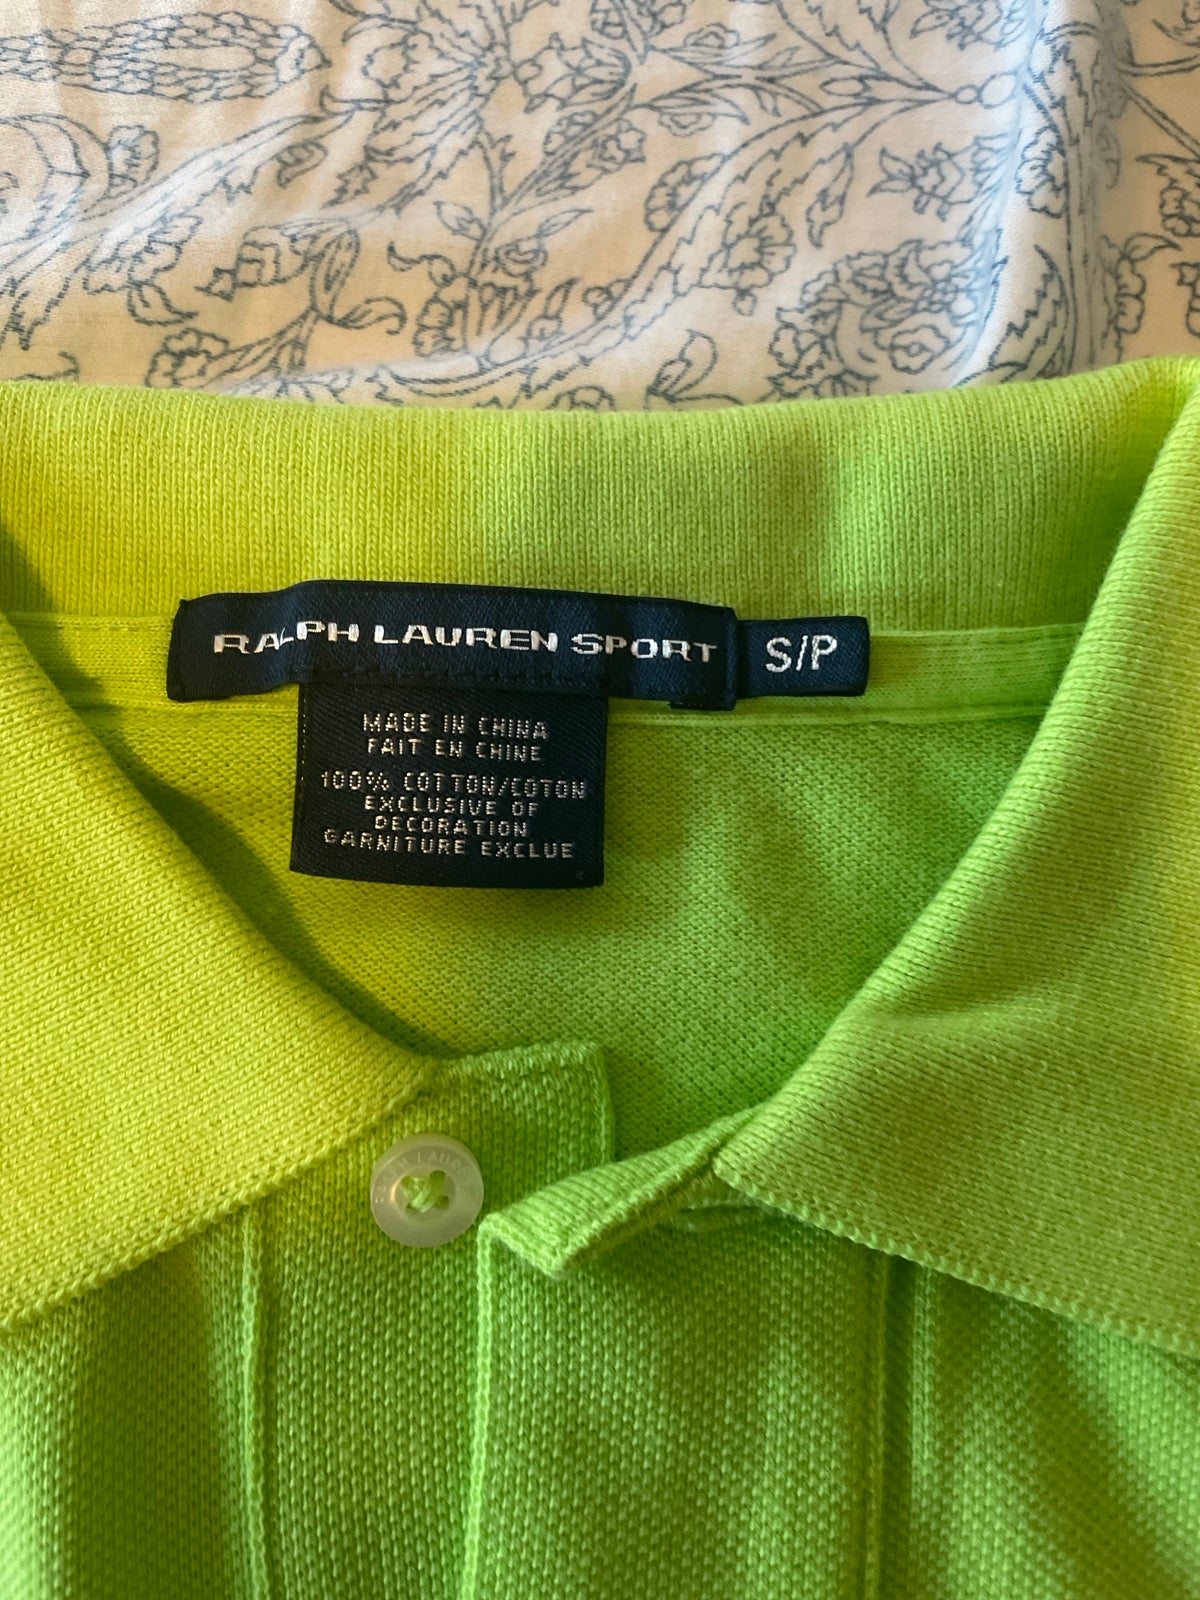 RALPH LAUREN SPORT
S/P
MADE IN CHINA
FAIT EN CHINE
100% COTTON/COTON
EXCLUSIVE OF
DECORATION
GARNITURE EXCLUE